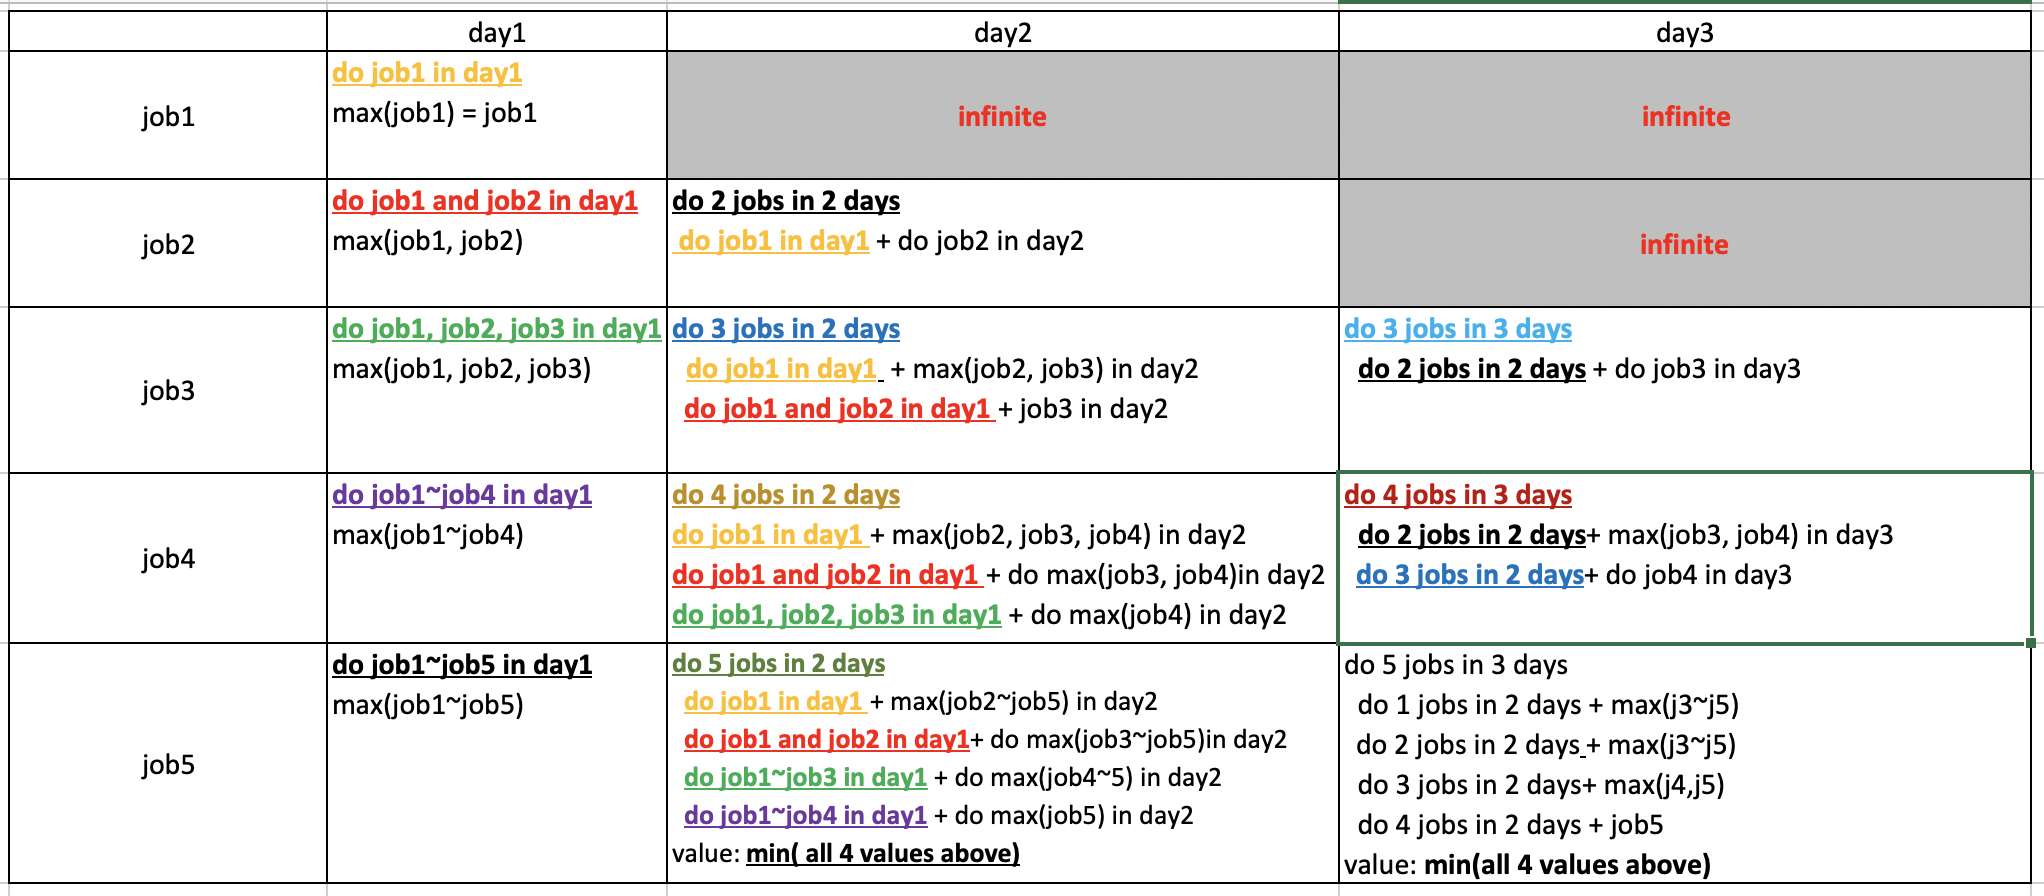 day1
day2
day3
job1
do job1 in day1
max(job1) = job1
infinite
infinite
job2
do job1 and job2 in day1
max(job1, job2)
do 2 jobs in 2 days
do job1 in day1 + do job2 in day2
infinite
job3
do job1, job2, job3 in day1
max(job1, job2, job3)
do 3 jobs in 2 days
do job1 in day1 + max(job2, job3) in day2
do job1 and job2 in day1 + job3 in day2
do 3 jobs in 3 days
do 2 jobs in 2 days + do job3 in day3
job4
do job1~job4 in day1
max(job1~job4)
do 4 jobs in 2 days
do job1 in day1 + max(job2, job3, job4) in day2
do job1 and job2 in day1 + do max(job3, job4)in day2
do job1, job2, job3 in day1 + do max(job4) in day2
do 4 jobs in 3 days
do 2 jobs in 2 days+ max(job3, job4) in day3
do 3 jobs in 2 days+ do job4 in day3
job5
do job1~job5 in day1
max(job1~job5)
do 5 jobs in 2 days
do job1 in day1 + max(job2~job5) in day2
do job1 and job2 in day1+ do max(job3~job5)in day2
do job1~job3 in day1 + do max(job4~5) in day2
do job1~job4 in day1 + do max(job5) in day2
value: min( all 4 values above)
do 5 jobs in 3 days
do 1 jobs in 2 days + max(j3~j5)
do 2 jobs in 2 days + max(j3~j5)
do 3 jobs in 2 days+ max(j4,j5)
do 4 jobs in 2 days + job5
value: min(all 4 values above)